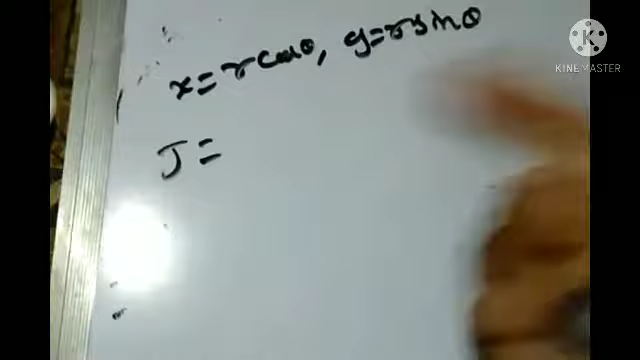 x = r cosθ, y = r sinθ
J =
KINEMASTER